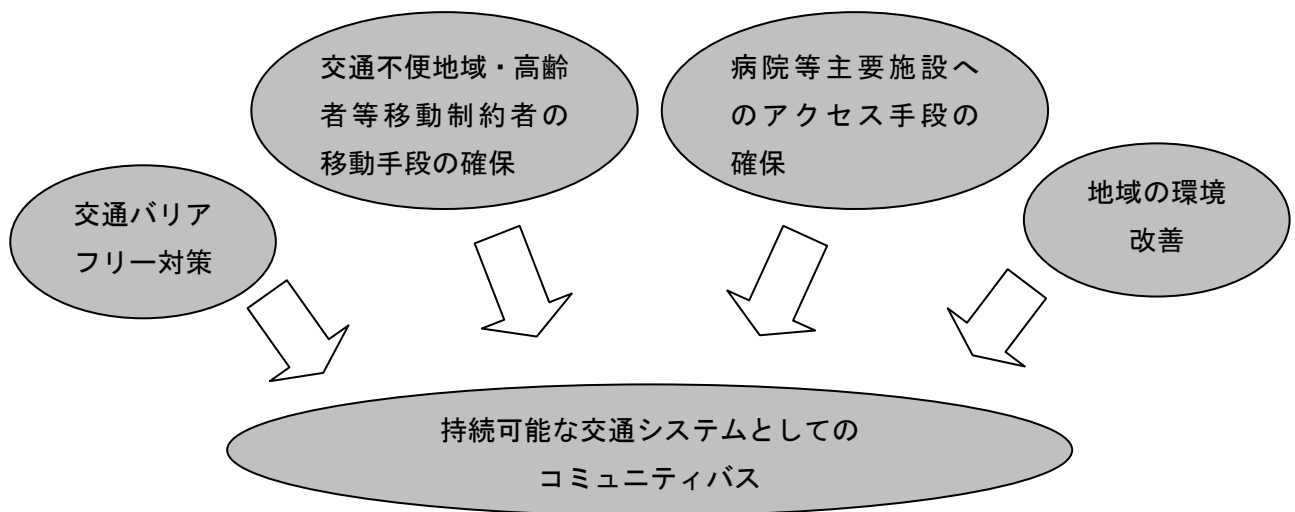 交通不便地域・高齢
者等移動制約者の
移動手段の確保
病院等主要施設へ
のアクセス手段の
確保
交通バリア
フリー対策
地域の環境
改善
持続可能な交通システムとしての
コミュニティバス